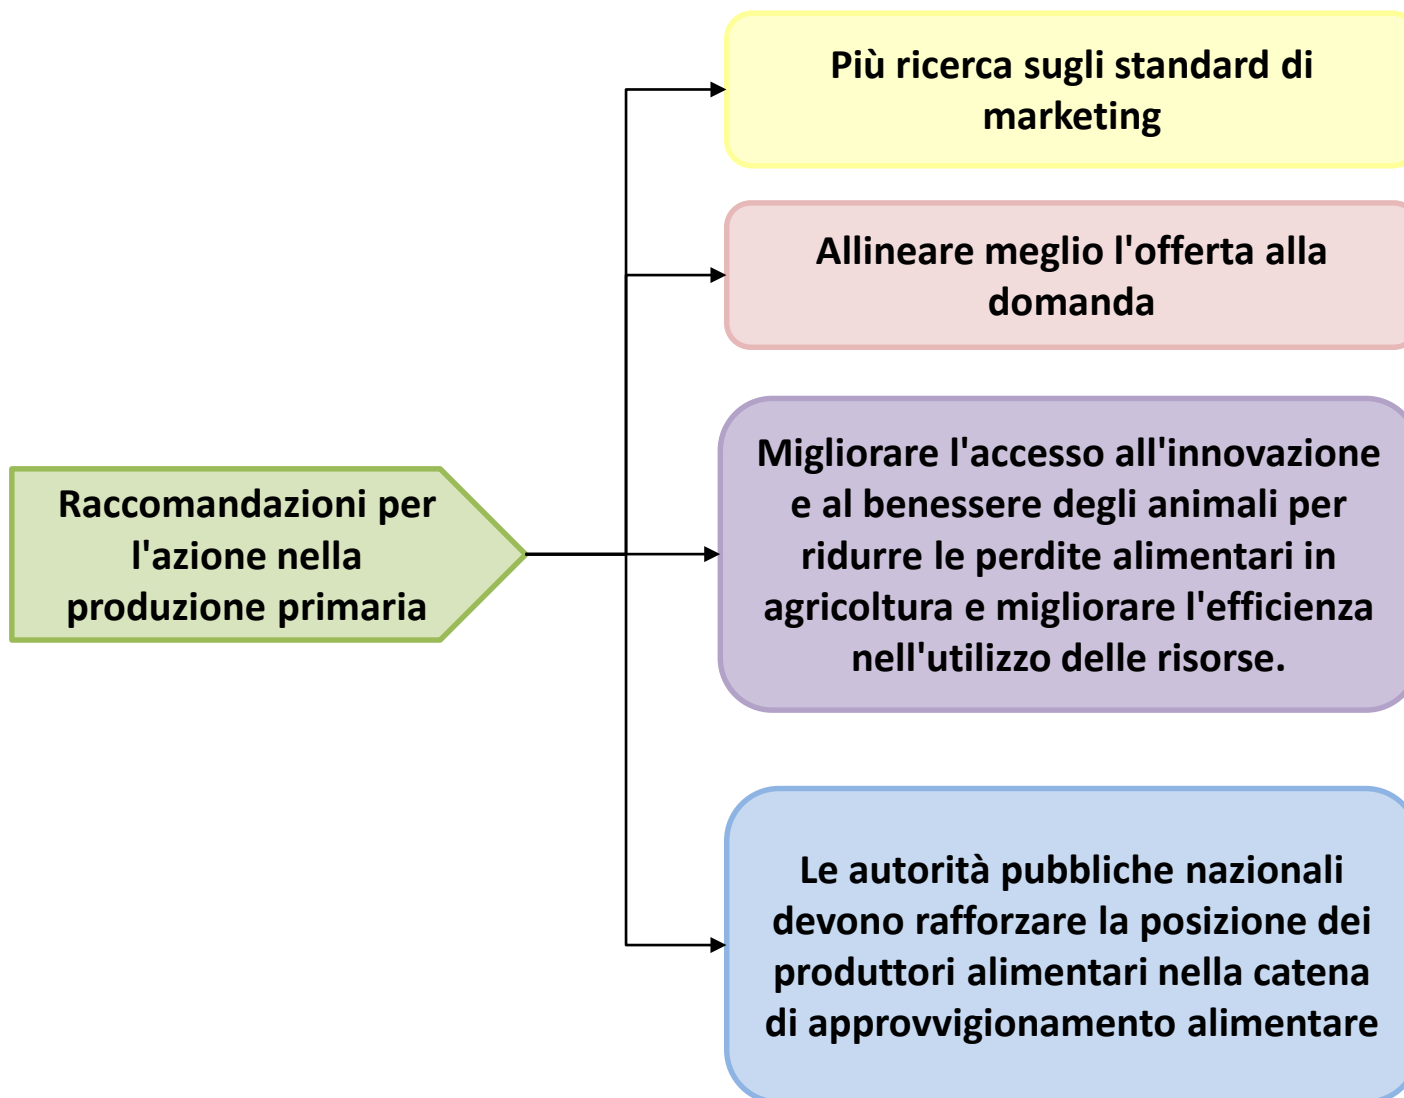 Più ricerca sugli standard di
marketing
Allineare meglio l'offerta alla
domanda
Migliorare l'accesso all'innovazione
e al benessere degli animali per
ridurre le perdite alimentari in
agricoltura e migliorare l'efficienza
nell'utilizzo delle risorse.
Raccomandazioni per
l'azione nella
produzione primaria
Le autorità pubbliche nazionali
devono rafforzare la posizione dei
produttori alimentari nella catena
di approvvigionamento alimentare